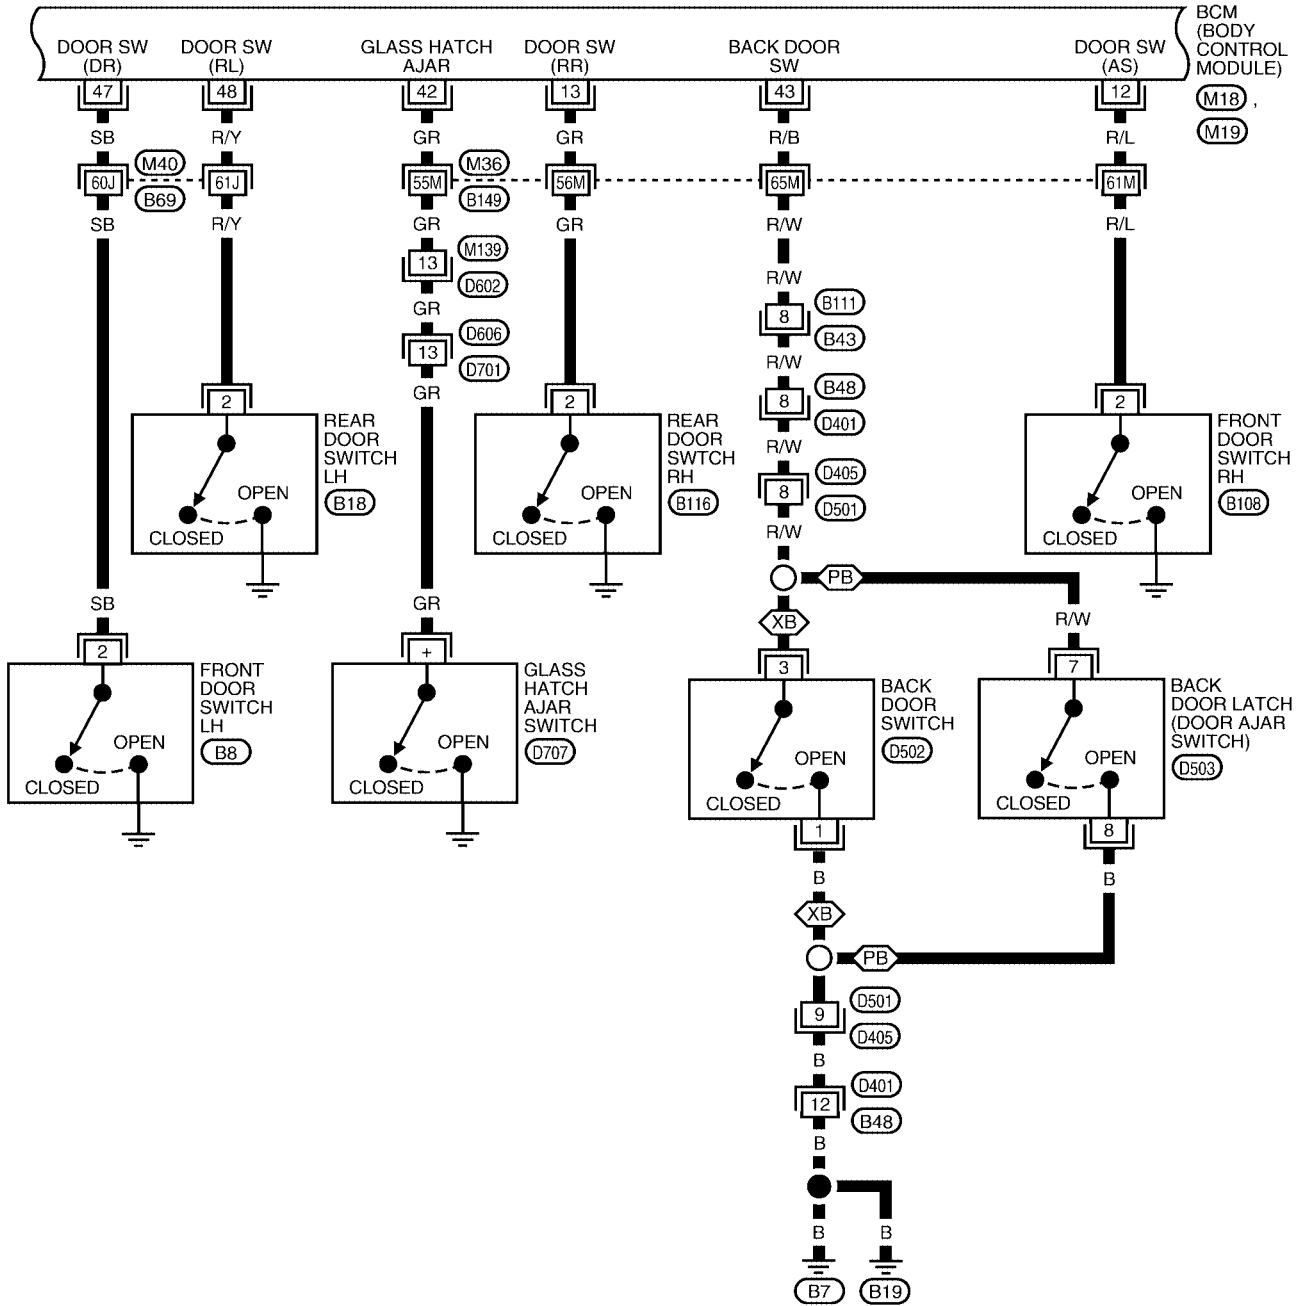 BCM
(BODY
CONTROL
MODULE)
M18 ,
M19
DOOR SW
(DR)
DOOR SW
(RL)
GLASS HATCH
AJAR
DOOR SW
(RR)
BACK DOOR
SW
DOOR SW
(AS)
47
48
42
13
43
12
SB
R/Y
GR
GR
R/B
R/L
M40
M36
60J
61J
55M
56M
65M
61M
B69
B149
SB
R/Y
GR
GR
R/W
R/L
M139
13
D602
R/W
B111
8
B43
GR
D606
13
D701
R/W
B48
8
D401
GR
R/W
D405
8
D501
R/W
2
REAR
DOOR
SWITCH
LH
B18
OPEN
CLOSED
2
REAR
DOOR
SWTCH
RH
B116
OPEN
CLOSED
2
FRONT
DOOR
SWITCH
RH
B108
OPEN
CLOSED
PB
XB
R/W
SB
GR
2
FRONT
DOOR
SWITCH
LH
B8
OPEN
CLOSED
+
GLASS
HATCH
AJAR
SWITCH
D707
OPEN
CLOSED
3
BACK
DOOR
SWITCH
D502
OPEN
CLOSED
1
7
BACK
DOOR LATCH
(DOOR AJAR
SWITCH)
D503
OPEN
CLOSED
8
B
B
XB
PB
D501
9
D405
B
D401
12
B48
B
B
B
B7
B19